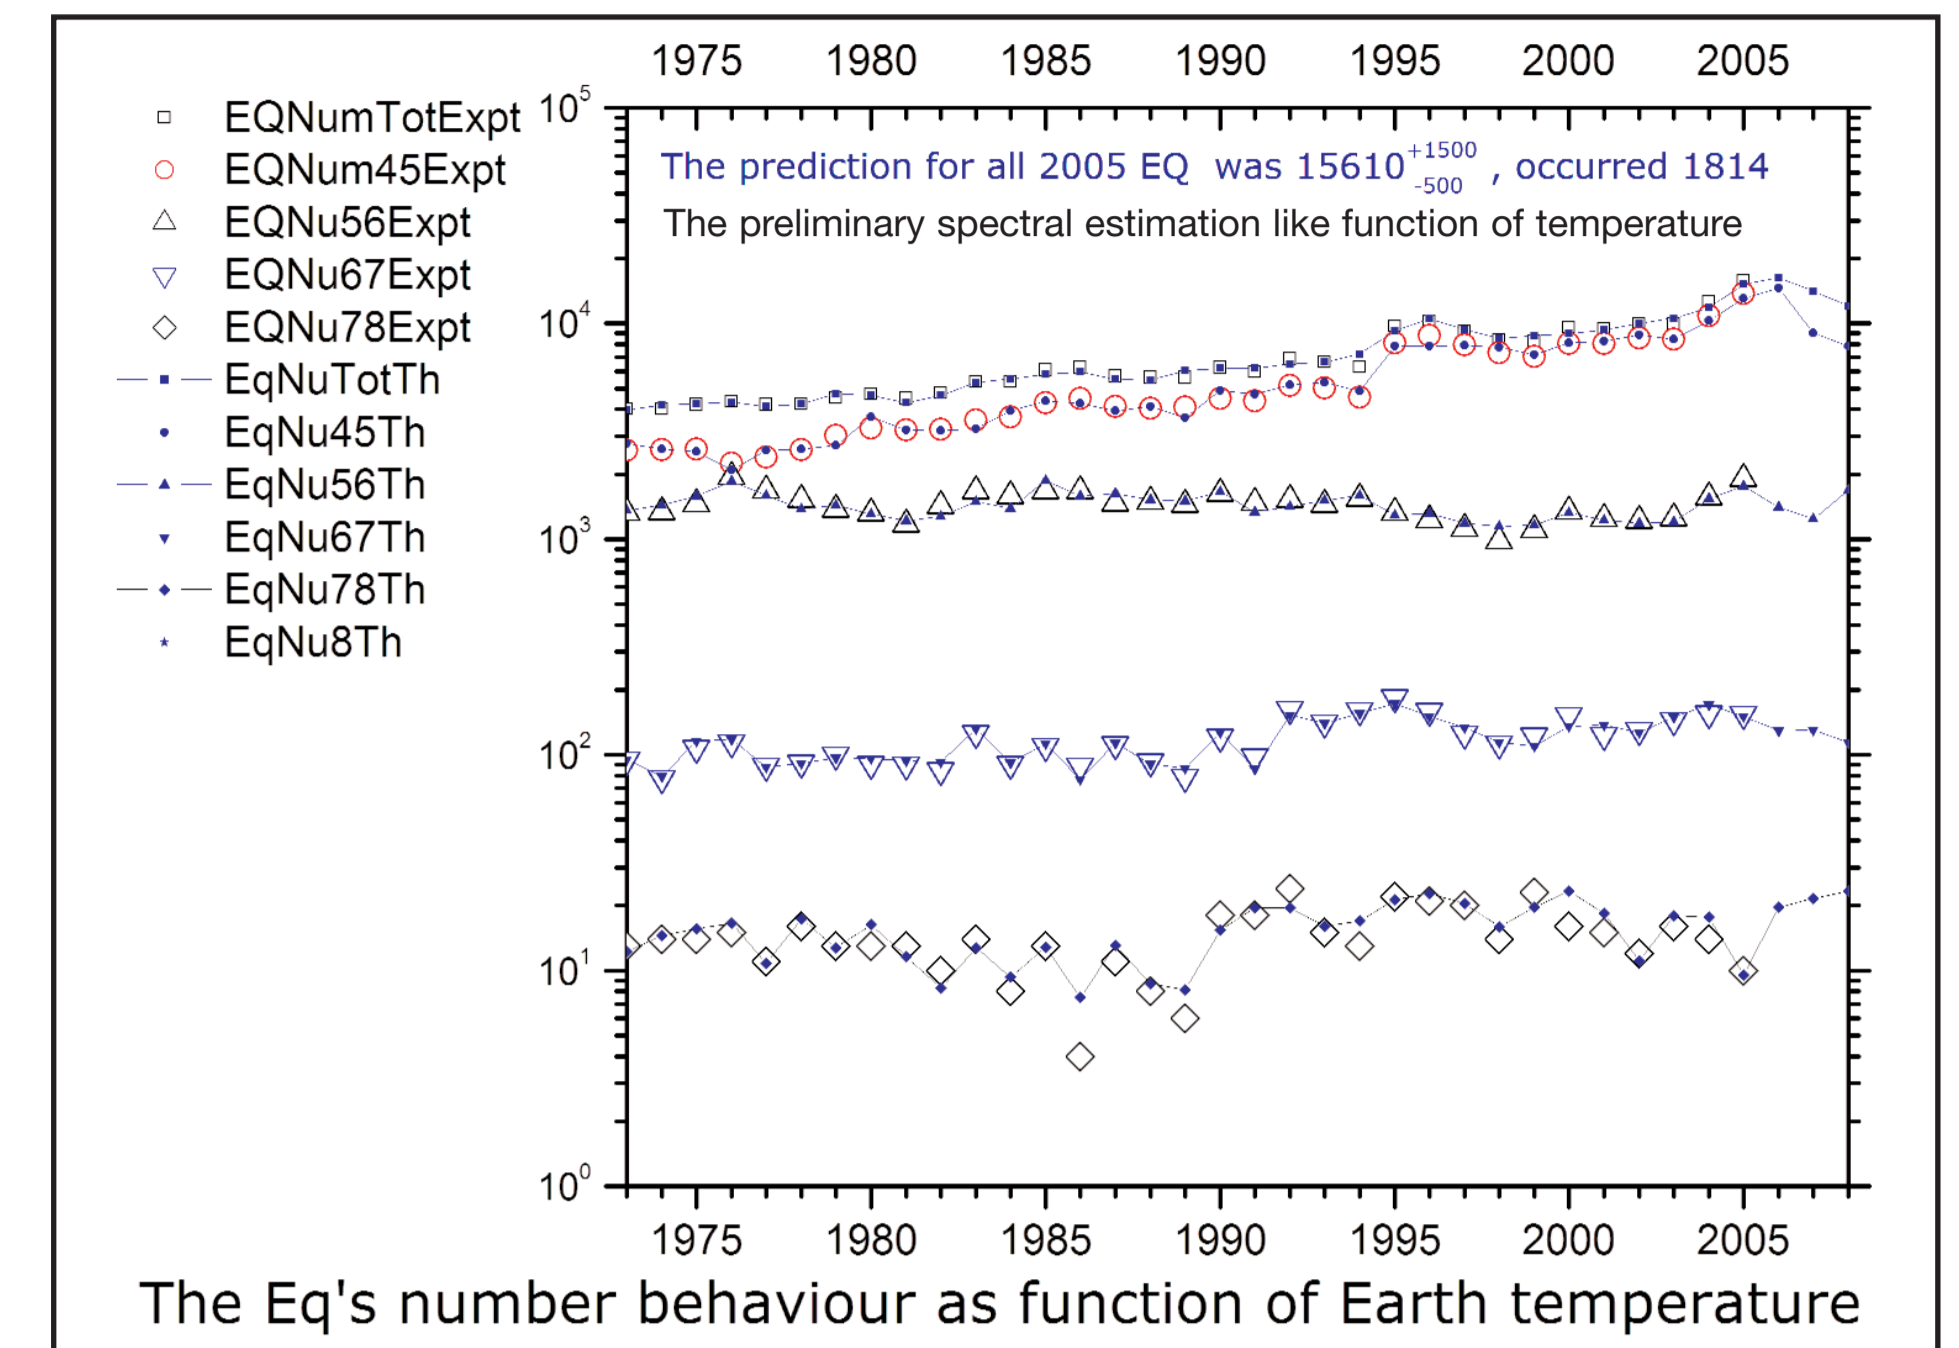 1975 1980 1985 1990 1995 2000 2005
EQNumTotExpt
EQNum45Expt
EQNu56Expt
EQNu67Expt
EQNu78Expt
EqNuTotTh
EqNu45Th
EqNu56Th
EqNu67Th
EqNu78Th
EqNu8Th
10^5
10^4
10^3
10^2
10^1
10^0
The prediction for all 2005 EQ was 15610 +1500 -500 , occurred 1814
The preliminary spectral estimation like function of temperature
1975 1980 1985 1990 1995 2000 2005
The Eq's number behaviour as function of Earth temperature